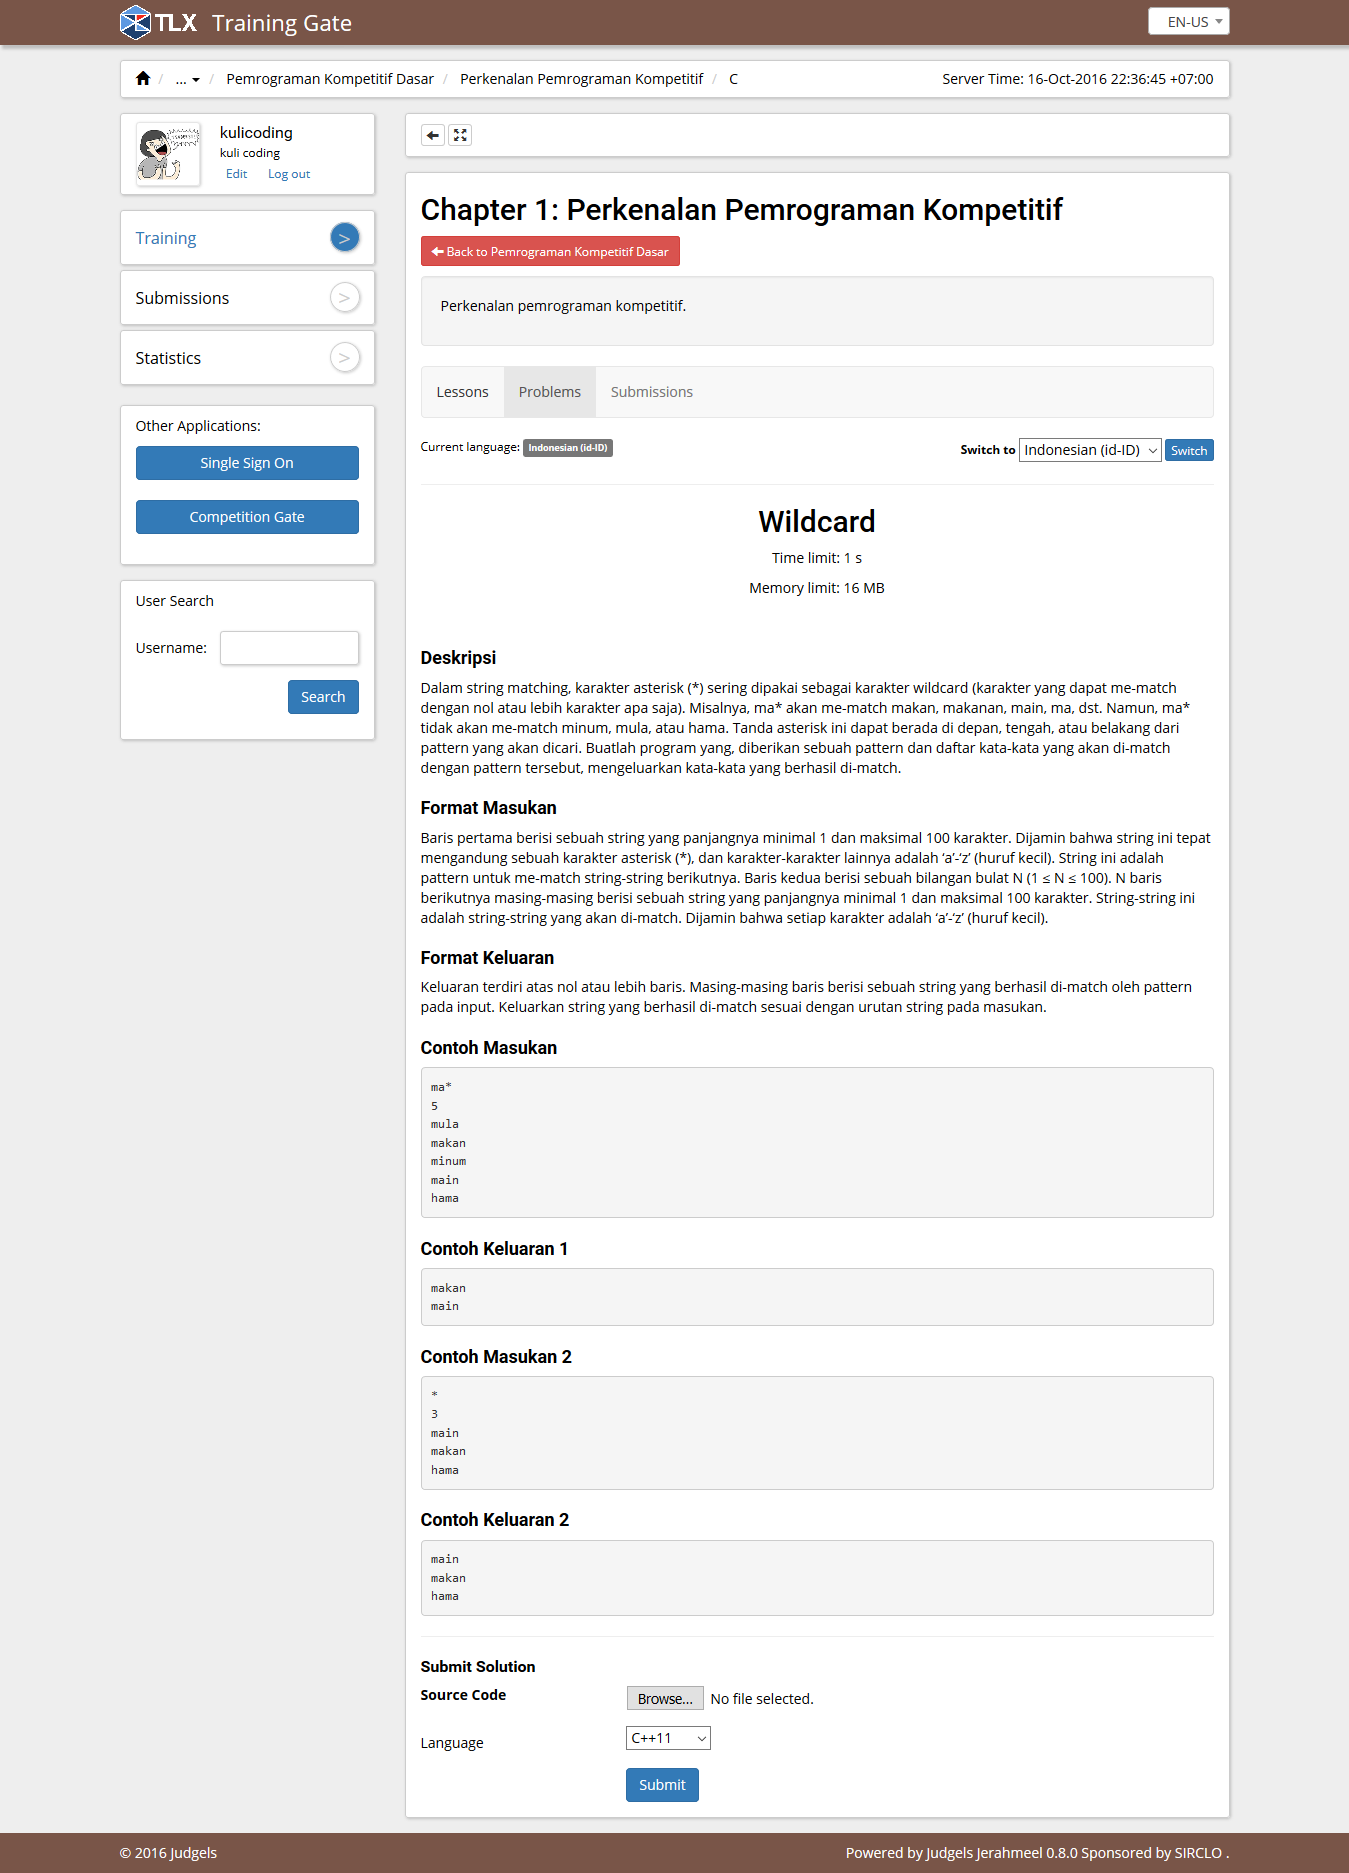 TLX Training Gate
EN-US
... Pemrograman Kompetitif Dasar / Perkenalan Pemrograman Kompetitif / C
Server Time: 16-Oct-2016 22:36:45 +07:00
kulicoding
kuli coding
Edit Log out
Training >
Submissions >
Statistics >
Other Applications:
Single Sign On
Competition Gate
User Search
Username:
Search
Chapter 1: Perkenalan Pemrograman Kompetitif
Back to Pemrograman Kompetitif Dasar
Perkenalan pemrograman kompetitif.
Lessons Problems Submissions
Current language: Indonesian (id-ID)
Switch to Indonesian (id-ID) Switch
Wildcard
Time limit: 1 s
Memory limit: 16 MB
Deskripsi
Dalam string matching, karakter asterisk (*) sering dipakai sebagai karakter wildcard (karakter yang dapat me-match
dengan nol atau lebih karakter apa saja). Misalnya, ma* akan me-match makan, makanan, main, ma, dst. Namun, ma*
tidak akan me-match minum, mula, atau hama. Tanda asterisk ini dapat berada di depan, tengah, atau belakang dari
pattern yang akan dicari. Buatlah program yang, diberikan sebuah pattern dan daftar kata-kata yang akan di-match
dengan pattern tersebut, mengeluarkan kata-kata yang berhasil di-match.
Format Masukan
Baris pertama berisi sebuah string yang panjangnya minimal 1 dan maksimal 100 karakter. Dijamin bahwa string ini tepat
mengandung sebuah karakter asterisk (*), dan karakter-karakter lainnya adalah ‘a’-‘z’ (huruf kecil). String ini adalah
pattern untuk me-match string-string berikutnya. Baris kedua berisi sebuah bilangan bulat N (1 ≤ N ≤ 100). N baris
berikutnya masing-masing berisi sebuah string yang panjangnya minimal 1 dan maksimal 100 karakter. String-string ini
adalah string-string yang akan di-match. Dijamin bahwa setiap karakter adalah ‘a’-‘z’ (huruf kecil).
Format Keluaran
Keluaran terdiri atas nol atau lebih baris. Masing-masing baris berisi sebuah string yang berhasil di-match oleh pattern
pada input. Keluarkan string yang berhasil di-match sesuai dengan urutan string pada masukan.
Contoh Masukan
ma*
5
mula
makan
minum
main
hama
Contoh Keluaran 1
makan
main
Contoh Masukan 2
*
3
main
makan
hama
Contoh Keluaran 2
main
makan
hama
Submit Solution
Source Code Browse... No file selected.
Language C++11
Submit
© 2016 Judgels
Powered by Judgels Jerahmeel 0.8.0 Sponsored by SIRCLO .